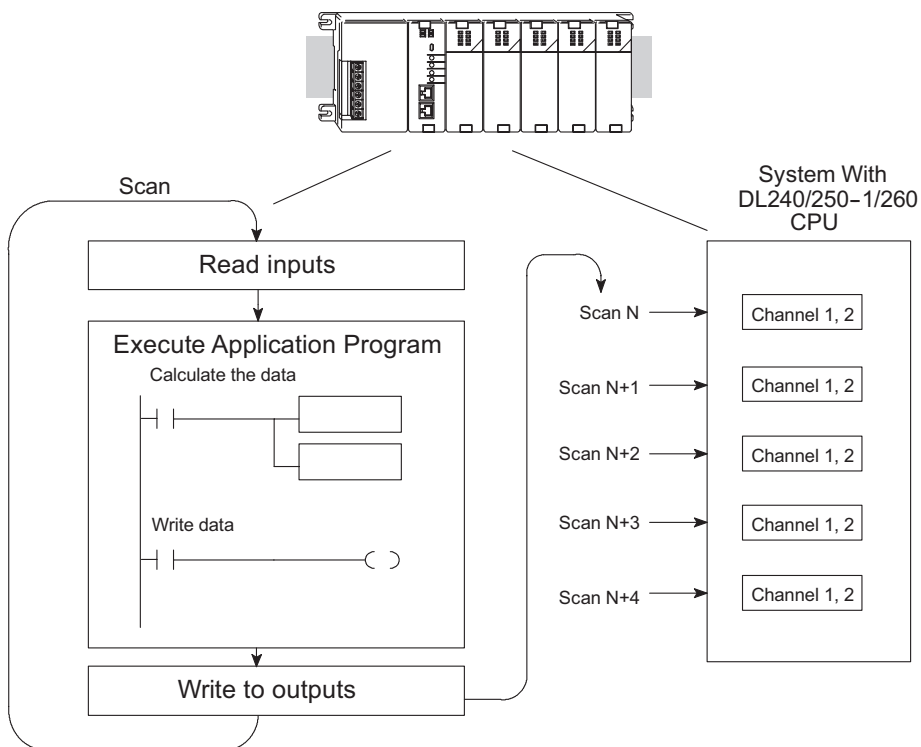 Scan
System With
DL240/250-1/260
CPU
Read inputs
Execute Application Program
Calculate the data
Write data
Write to outputs
Scan N
Channel 1, 2
Scan N+1
Channel 1, 2
Scan N+2
Channel 1, 2
Scan N+3
Channel 1, 2
Scan N+4
Channel 1, 2